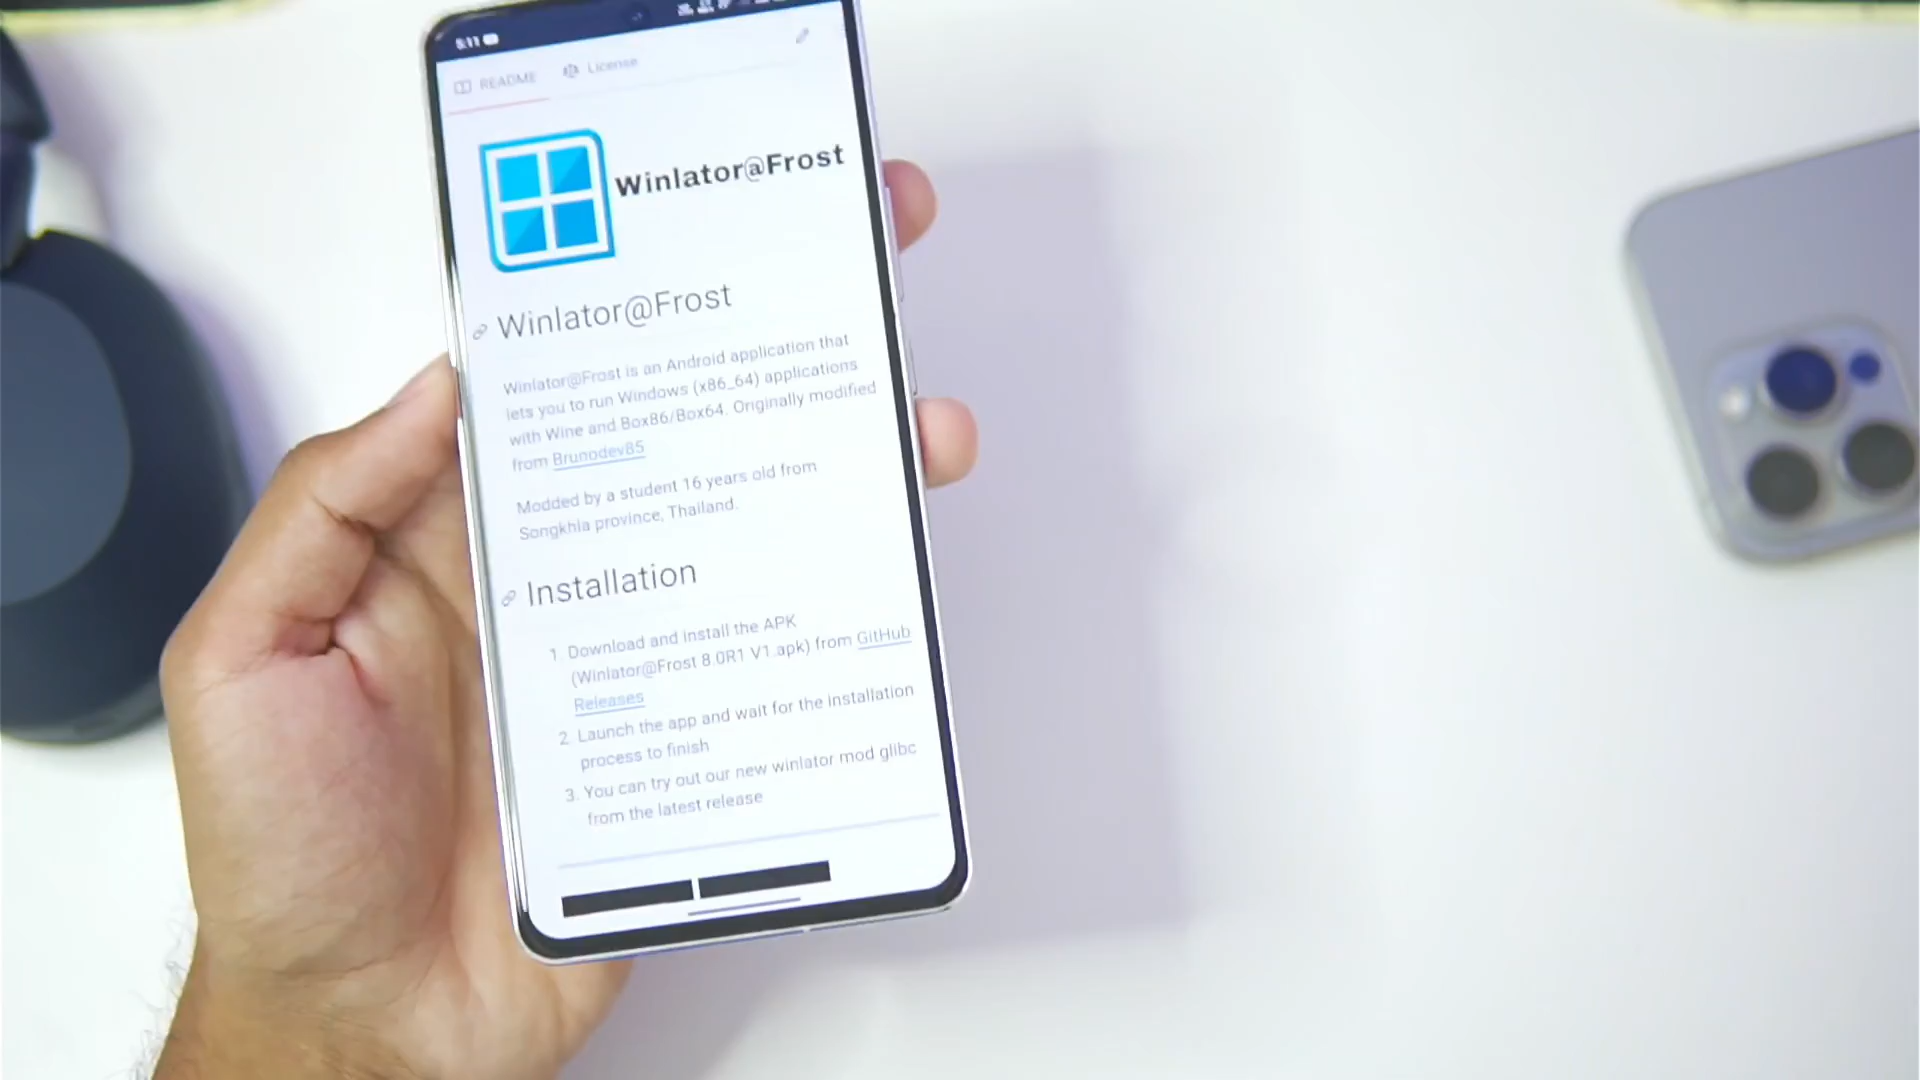 5:11
README
License
Winlator@Frost
Winlator@Frost
Winlator@Frost is an Android application that
lets you to run Windows (x86_64) applications
with Wine and Box86/Box64. Originally modified
from Brunodev85
Modded by a student 16 years old from
Songkhla province, Thailand.
Installation
1. Download and install the APK
(Winlator@Frost 8.0R1 V1.apk) from GitHub
Releases
2. Launch the app and wait for the installation
process to finish
3. You can try out our new winlator mod glibc
from the latest release